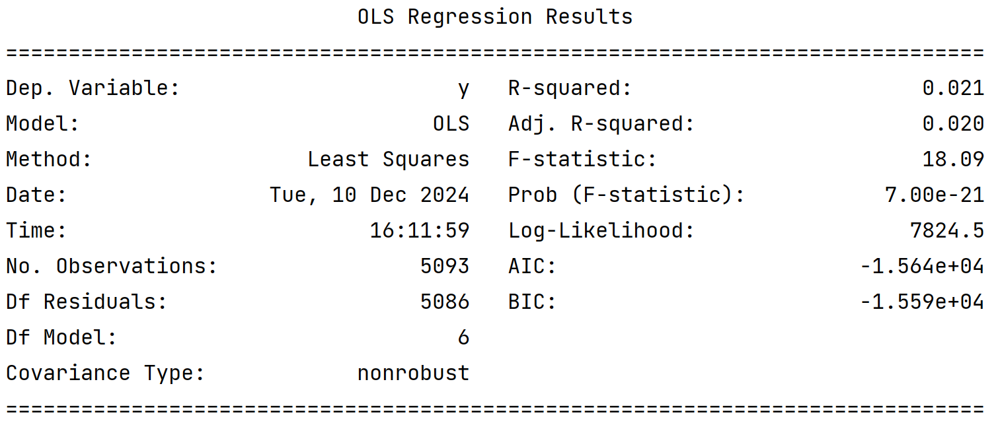 OLS Regression Results
==============================================================================
Dep. Variable:                      y   R-squared:                       0.021
Model:                            OLS   Adj. R-squared:                  0.020
Method:                 Least Squares   F-statistic:                     18.09
Date:                Tue, 10 Dec 2024   Prob (F-statistic):           7.00e-21
Time:                        16:11:59   Log-Likelihood:                 7824.5
No. Observations:                5093   AIC:                        -1.564e+04
Df Residuals:                    5086   BIC:                        -1.559e+04
Df Model:                           6
Covariance Type:            nonrobust
==============================================================================